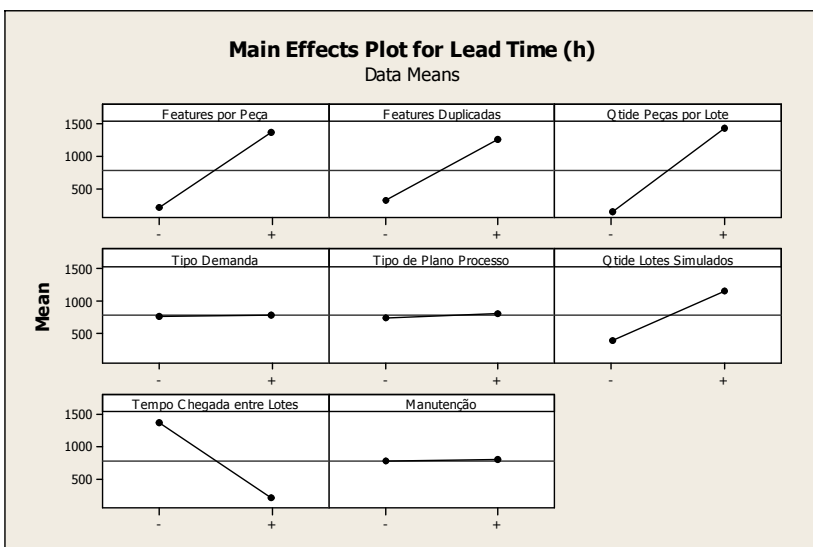 Main Effects Plot for Lead Time (h)
Data Means
Mean
Features por Peça Features Duplicadas Qtide Peças por Lote
1500
1000
500
- + - + - +
Tipo Demanda Tipo de Plano Processo Qtide Lotes Simulados
1500
1000
500
- + - + - +
Tempo Chegada entre Lotes Manutenção
1500
1000
500
- + - +